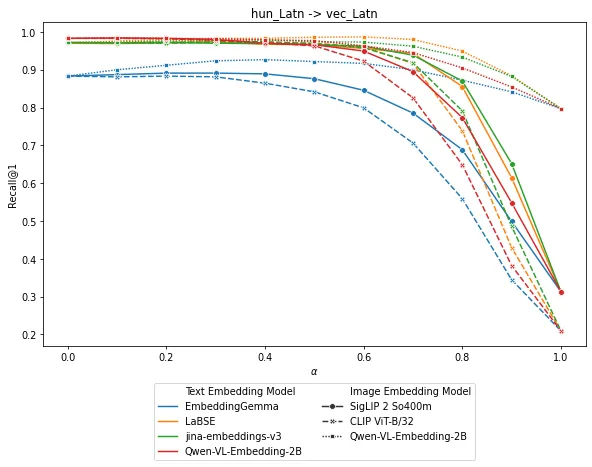 hun_Latn -> vec_Latn
Recall@1
1.0
0.9
0.8
0.7
0.6
0.5
0.4
0.3
0.2
0.0 0.2 0.4 0.6 0.8 1.0
α
Text Embedding Model
EmbeddingGemma
LaBSE
jina-embeddings-v3
Qwen-VL-Embedding-2B
Image Embedding Model
SigLIP 2 So400m
CLIP ViT-B/32
Qwen-VL-Embedding-2B